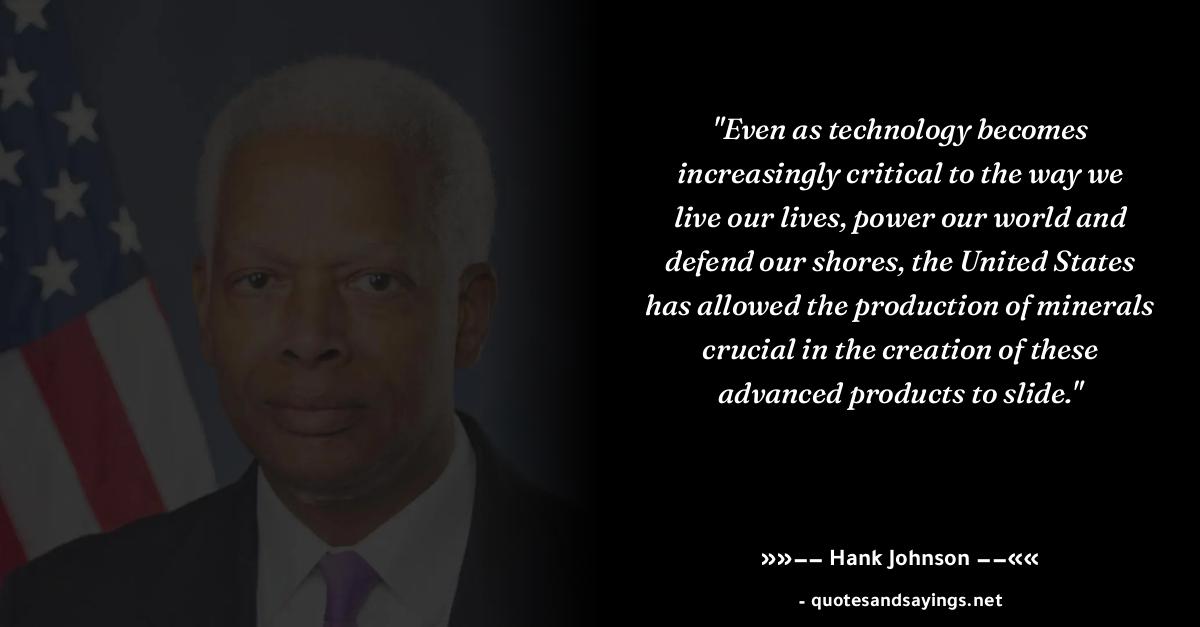 "Even as technology becomes
increasingly critical to the way we
live our lives, power our world and
defend our shores, the United States
has allowed the production of minerals
crucial in the creation of these
advanced products to slide."
»»−− Hank Johnson −−««
- quotesandsayings.net